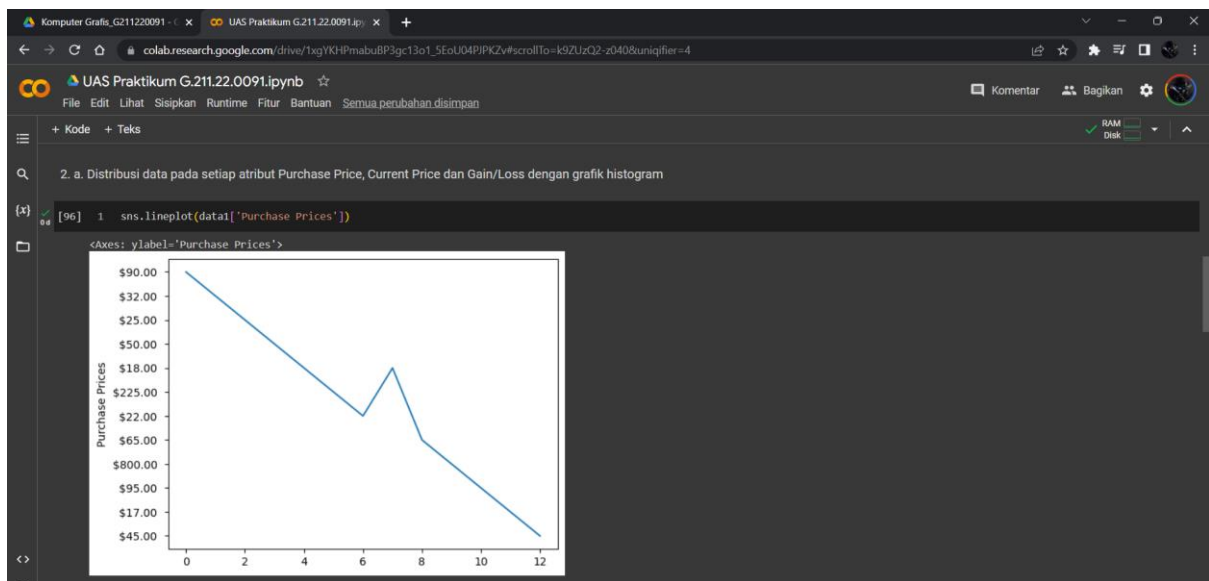 Komputer Grafis_G211220091 - G
UAS Praktikum G.211.22.0091.ipy
colab.research.google.com/drive/1xgYKHPmabuBP3gc13o1_5EoU04PJPKZv#scrollTo=k9ZUzQ2-z040&uniqifier=4
UAS Praktikum G.211.22.0091.ipynb
File Edit Lihat Sisipkan Runtime Fitur Bantuan Semua perubahan disimpan
Komentar
Bagikan
+ Kode + Teks
RAM
Disk
2. a. Distribusi data pada setiap atribut Purchase Price, Current Price dan Gain/Loss dengan grafik histogram
{x}
0d
[96] 1 sns.lineplot(data1['Purchase Prices'])
<Axes: ylabel='Purchase Prices'>
Purchase Prices
$90.00
$32.00
$25.00
$50.00
$18.00
$225.00
$22.00
$65.00
$800.00
$95.00
$17.00
$45.00
0 2 4 6 8 10 12